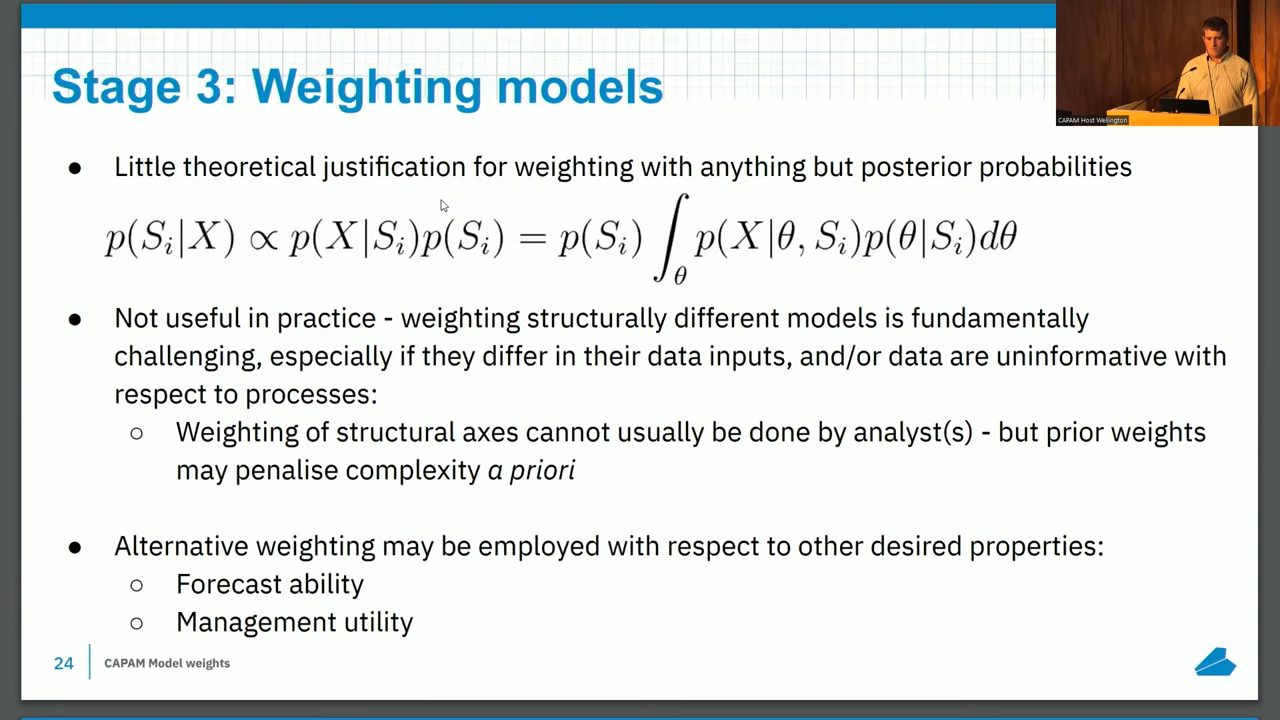 Stage 3: Weighting models
CAPAM Host Wellington
● Little theoretical justification for weighting with anything but posterior probabilities
p(S_i|X) ∝ p(X|S_i)p(S_i) = p(S_i) ∫_θ p(X|θ, S_i)p(θ|S_i)dθ
● Not useful in practice - weighting structurally different models is fundamentally
challenging, especially if they differ in their data inputs, and/or data are uninformative with
respect to processes:
○ Weighting of structural axes cannot usually be done by analyst(s) - but prior weights
may penalise complexity a priori
● Alternative weighting may be employed with respect to other desired properties:
○ Forecast ability
○ Management utility
24 CAPAM Model weights